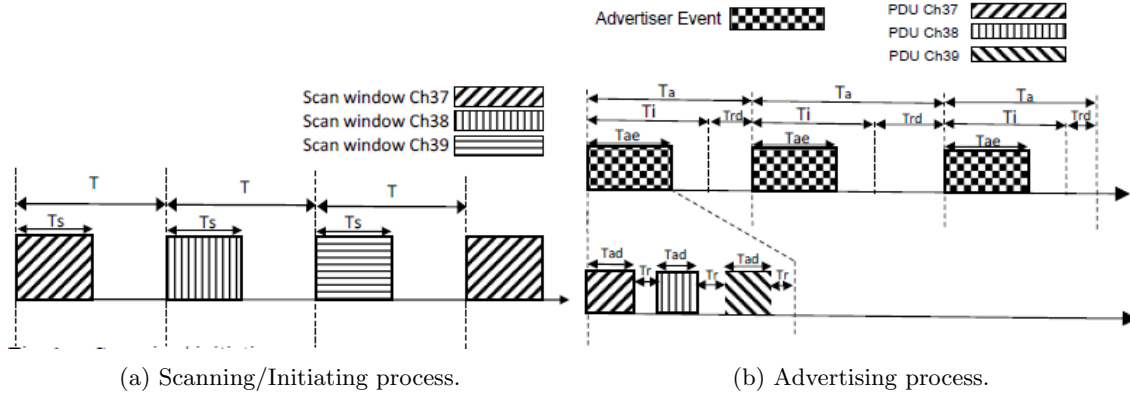 Scan window Ch37
Scan window Ch38
Scan window Ch39
T T T
Ts Ts Ts
(a) Scanning/Initiating process.
Advertiser Event
PDU Ch37
PDU Ch38
PDU Ch39
Ta Ta Ta
Ti Trd Ti Trd Ti Trd
Tae Tae Tae
Tad Tr Tad Tr Tad Tr
(b) Advertising process.